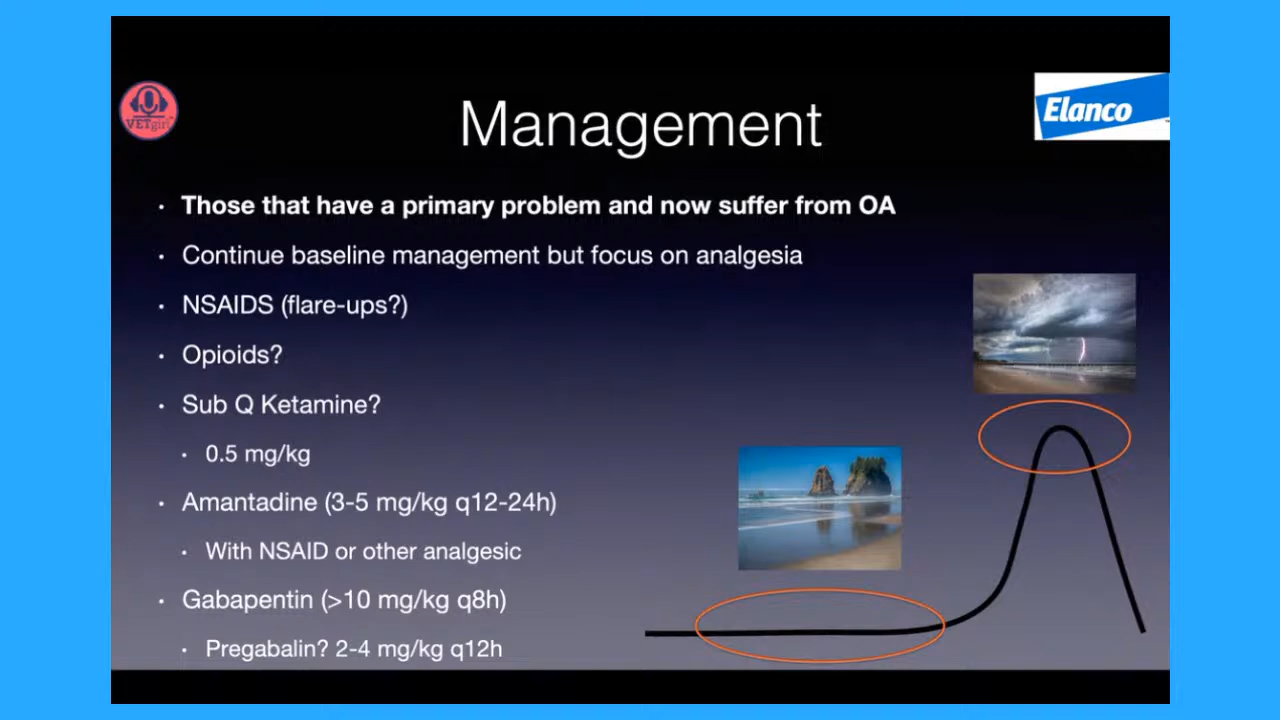 VETgirl
Elanco
Management
• Those that have a primary problem and now suffer from OA
• Continue baseline management but focus on analgesia
• NSAIDS (flare-ups?)
• Opioids?
• Sub Q Ketamine?
• 0.5 mg/kg
• Amantadine (3-5 mg/kg q12-24h)
• With NSAID or other analgesic
• Gabapentin (>10 mg/kg q8h)
• Pregabalin? 2-4 mg/kg q12h